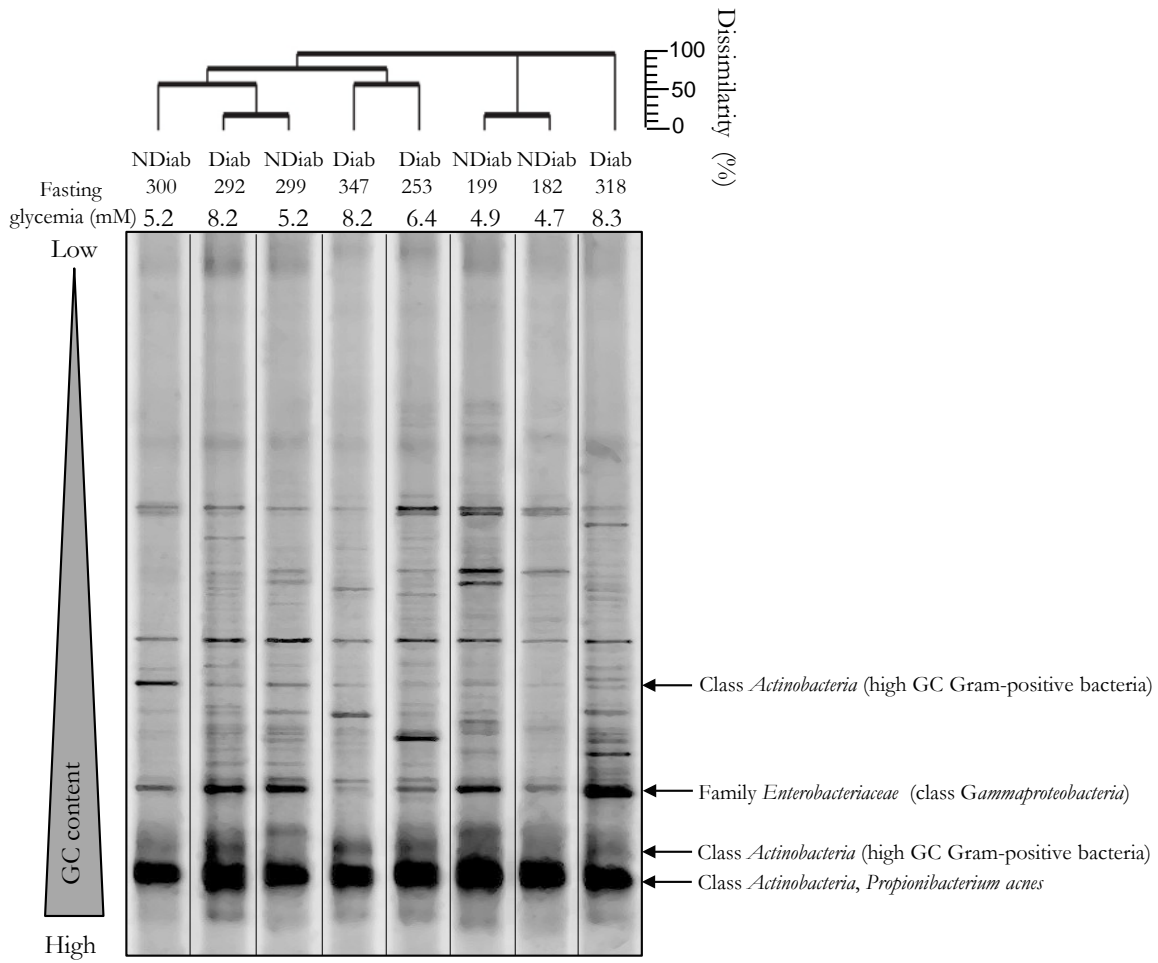 100
50
0
Dissimilarity (%)
NDiab Diab NDiab Diab Diab NDiab NDiab Diab
Fasting 300 292 299 347 253 199 182 318
glycemia (mM) 5.2 8.2 5.2 8.2 6.4 4.9 4.7 8.3
Low
GC content
High
Class Actinobacteria (high GC Gram-positive bacteria)
Family Enterobacteriaceae (class Gammaproteobacteria)
Class Actinobacteria (high GC Gram-positive bacteria)
Class Actinobacteria, Propionibacterium acnes